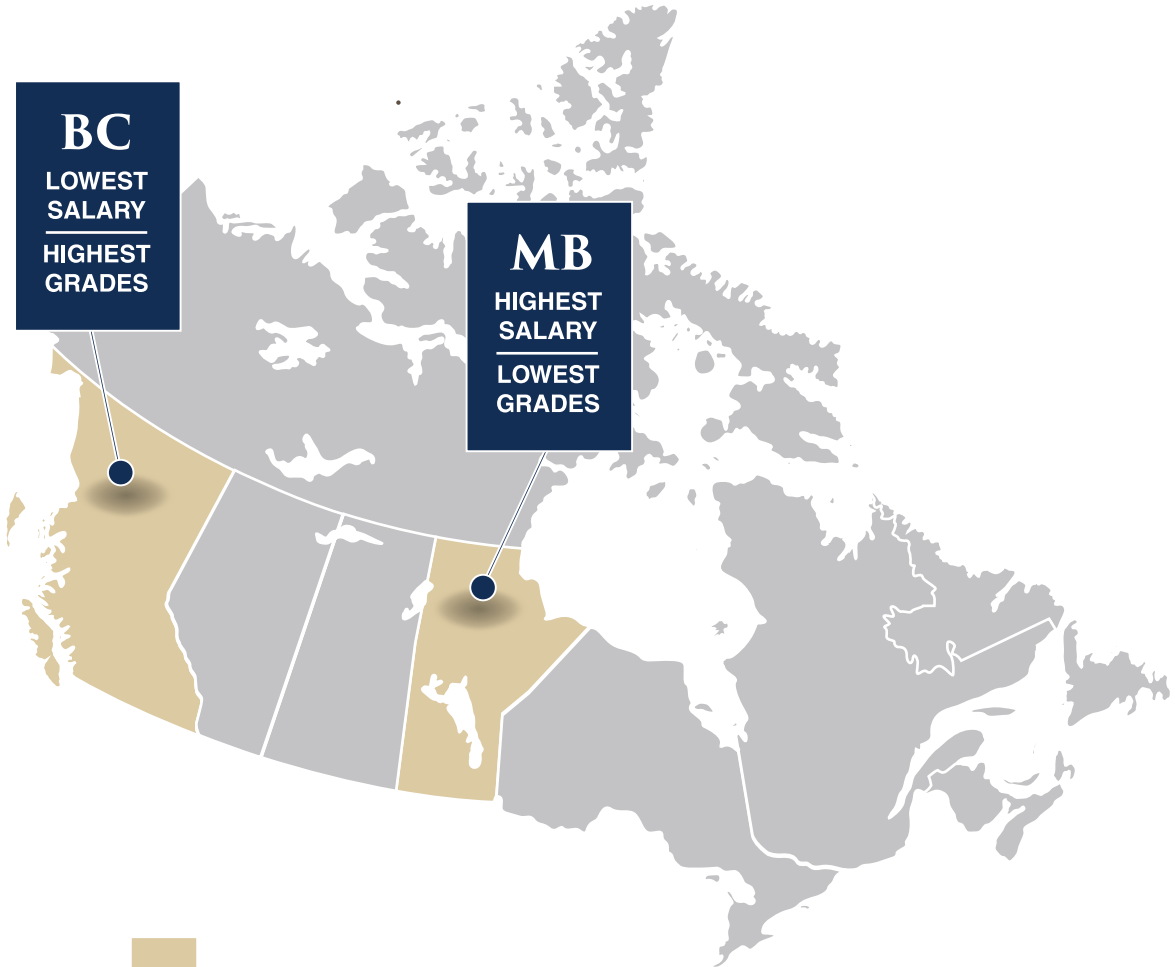 BC
LOWEST
SALARY
HIGHEST
GRADES
MB
HIGHEST
SALARY
LOWEST
GRADES